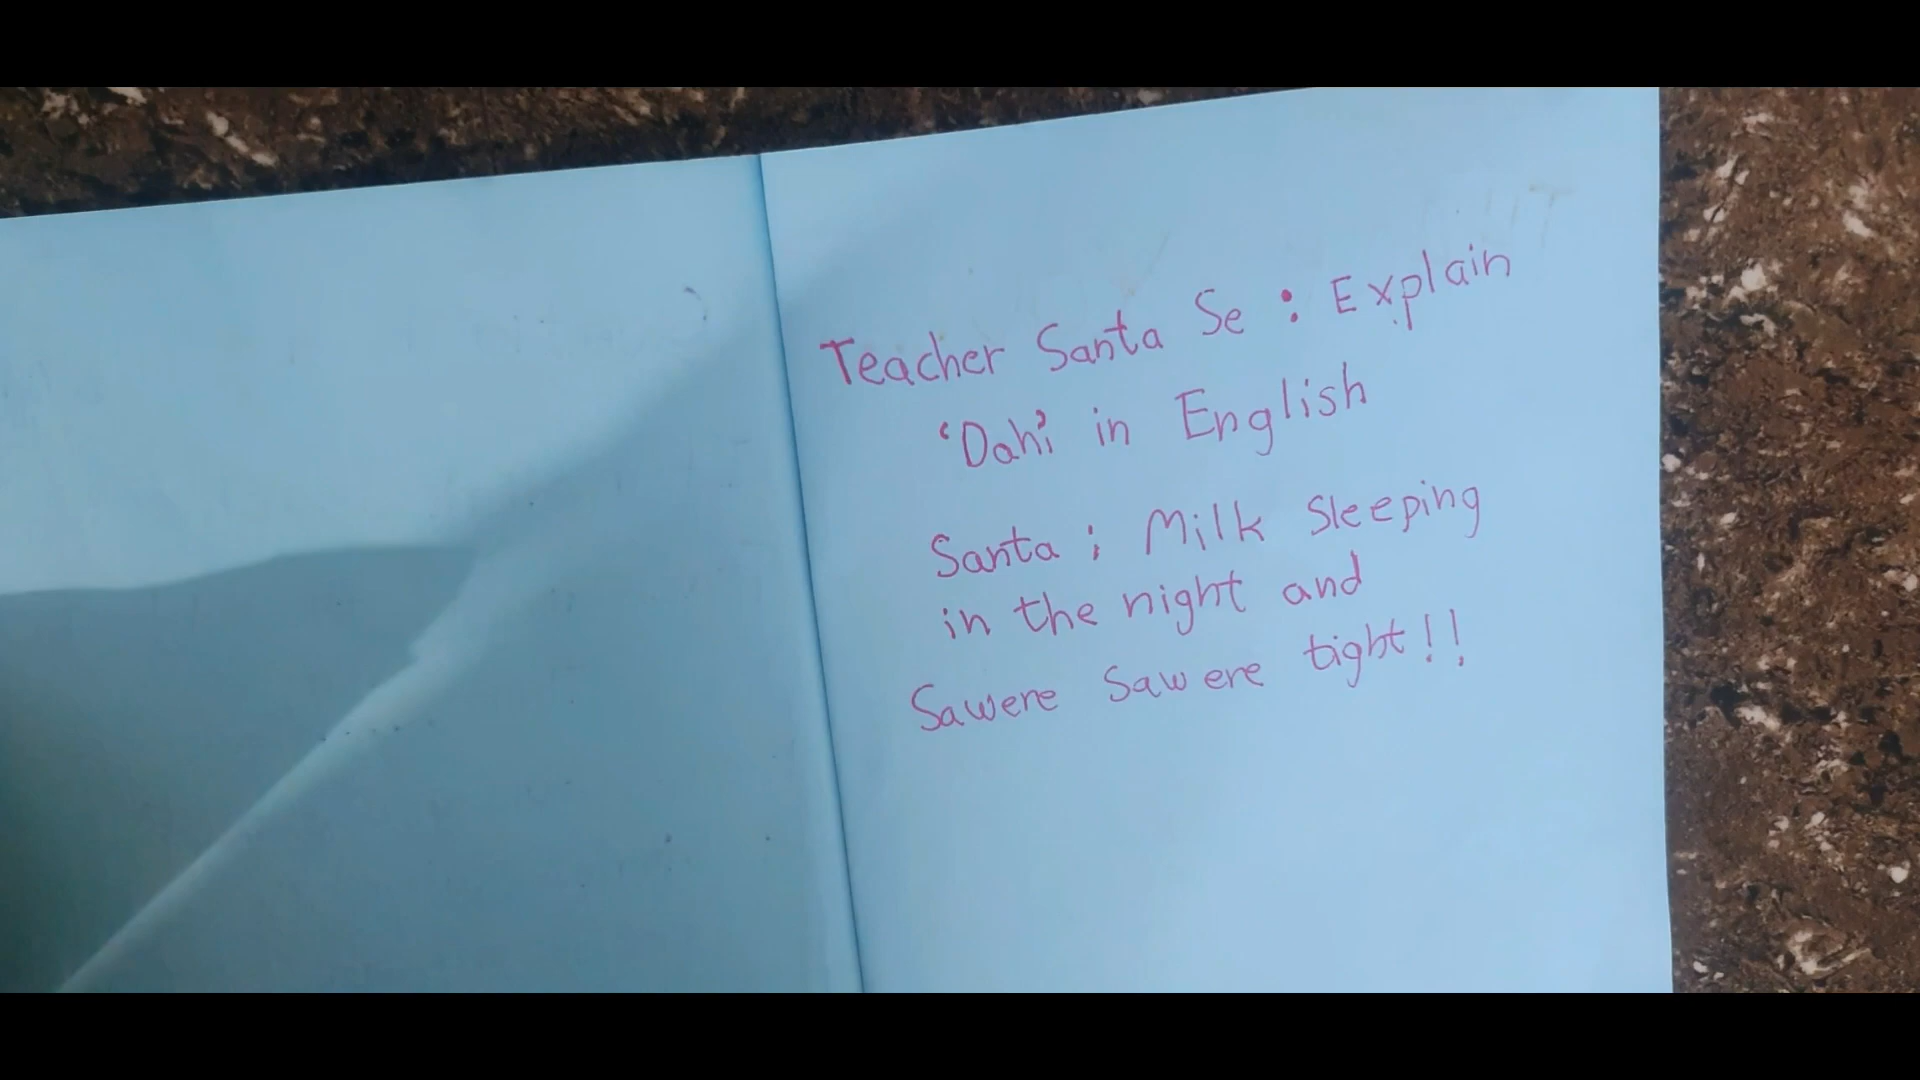 Teacher Santa Se : Explain
'Dahi' in English
Santa ; Milk Sleeping
in the night and
Sawere Sawere tight!!